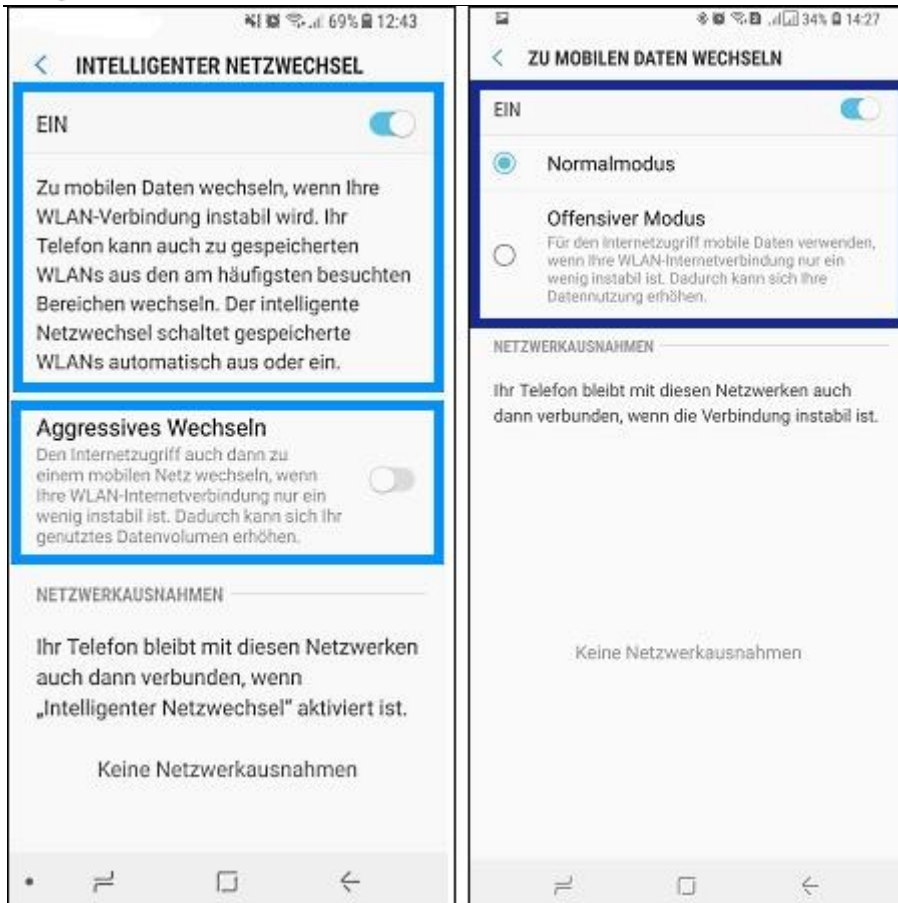 69% 12:43
INTELLIGENTER NETZWECHSEL
EIN
Zu mobilen Daten wechseln, wenn Ihre
WLAN-Verbindung instabil wird. Ihr
Telefon kann auch zu gespeicherten
WLANs aus den am häufigsten besuchten
Bereichen wechseln. Der intelligente
Netzwechsel schaltet gespeicherte
WLANs automatisch aus oder ein.
Aggressives Wechseln
Den Internetzugriff auch dann zu
einem mobilen Netz wechseln, wenn
Ihre WLAN-Internetverbindung nur ein
wenig instabil ist. Dadurch kann sich Ihr
genutztes Datenvolumen erhöhen.
NETZWERKAUSNAHMEN
Ihr Telefon bleibt mit diesen Netzwerken
auch dann verbunden, wenn
„Intelligenter Netzwechsel“ aktiviert ist.
Keine Netzwerkausnahmen
34% 14:27
ZU MOBILEN DATEN WECHSELN
EIN
Normalmodus
Offensiver Modus
Für den Internetzugriff mobile Daten verwenden,
wenn Ihre WLAN-Internetverbindung nur ein
wenig instabil ist. Dadurch kann sich Ihre
Datennutzung erhöhen.
NETZWERKAUSNAHMEN
Ihr Telefon bleibt mit diesen Netzwerken auch
dann verbunden, wenn die Verbindung instabil ist.
Keine Netzwerkausnahmen